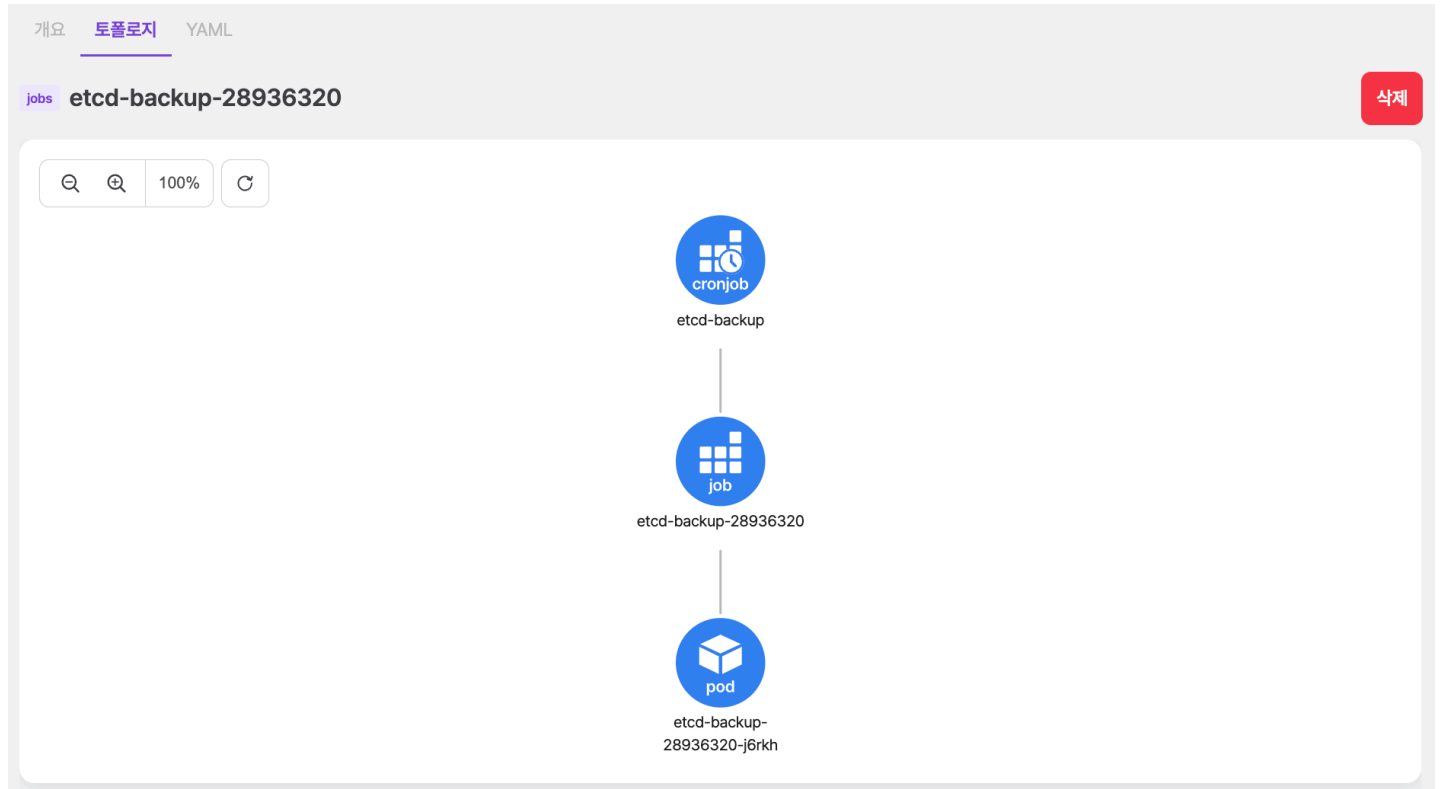 개요 토폴로지 YAML
jobs etcd-backup-28936320 삭제
100%
cronjob
etcd-backup
job
etcd-backup-28936320
pod
etcd-backup-
28936320-j6rkh